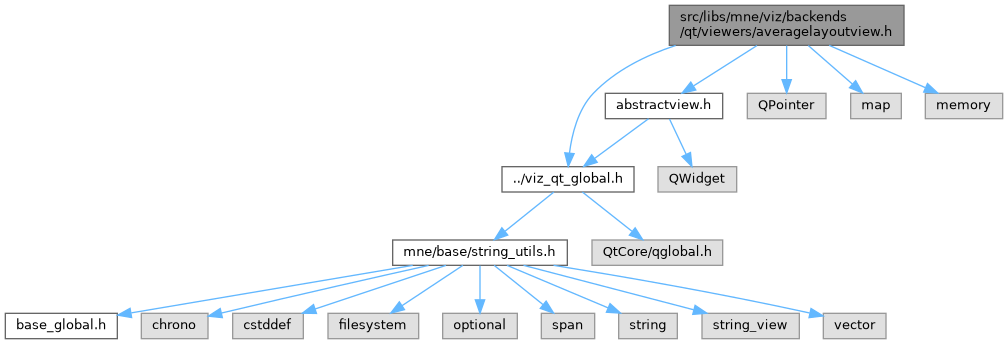 src/libs/mne/viz/backends
/qt/viewers/averagelayoutview.h
abstractview.h
QPointer
map
memory
../viz_qt_global.h
QWidget
mne/base/string_utils.h
QtCore/qglobal.h
base_global.h
chrono
cstddef
filesystem
optional
span
string
string_view
vector